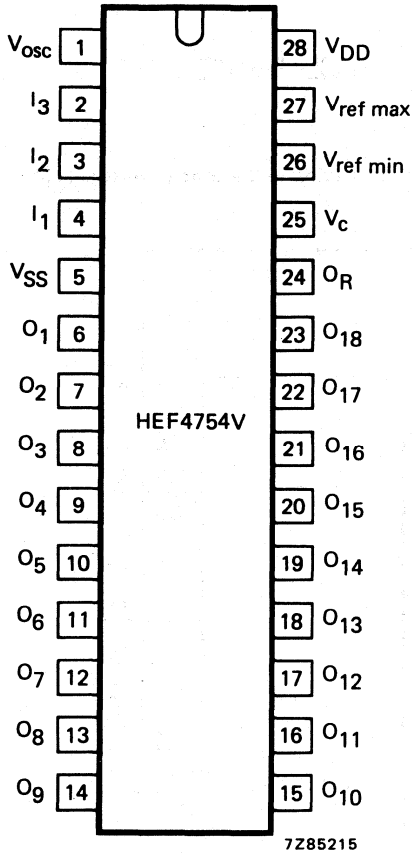 Vosc 1 28 VDD
I3 2 27 Vref max
I2 3 26 Vref min
I1 4 25 Vc
VSS 5 24 OR
O1 6 23 O18
O2 7 22 O17
HEF4754V
O3 8 21 O16
O4 9 20 O15
O5 10 19 O14
O6 11 18 O13
O7 12 17 O12
O8 13 16 O11
O9 14 15 O10
7Z85215